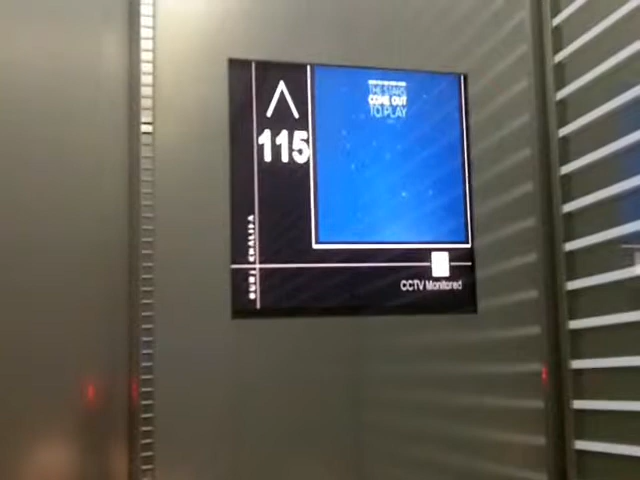 THE STARS
COME OUT
TO PLAY
115
BURJ KHALIFA
CCTV Monitored